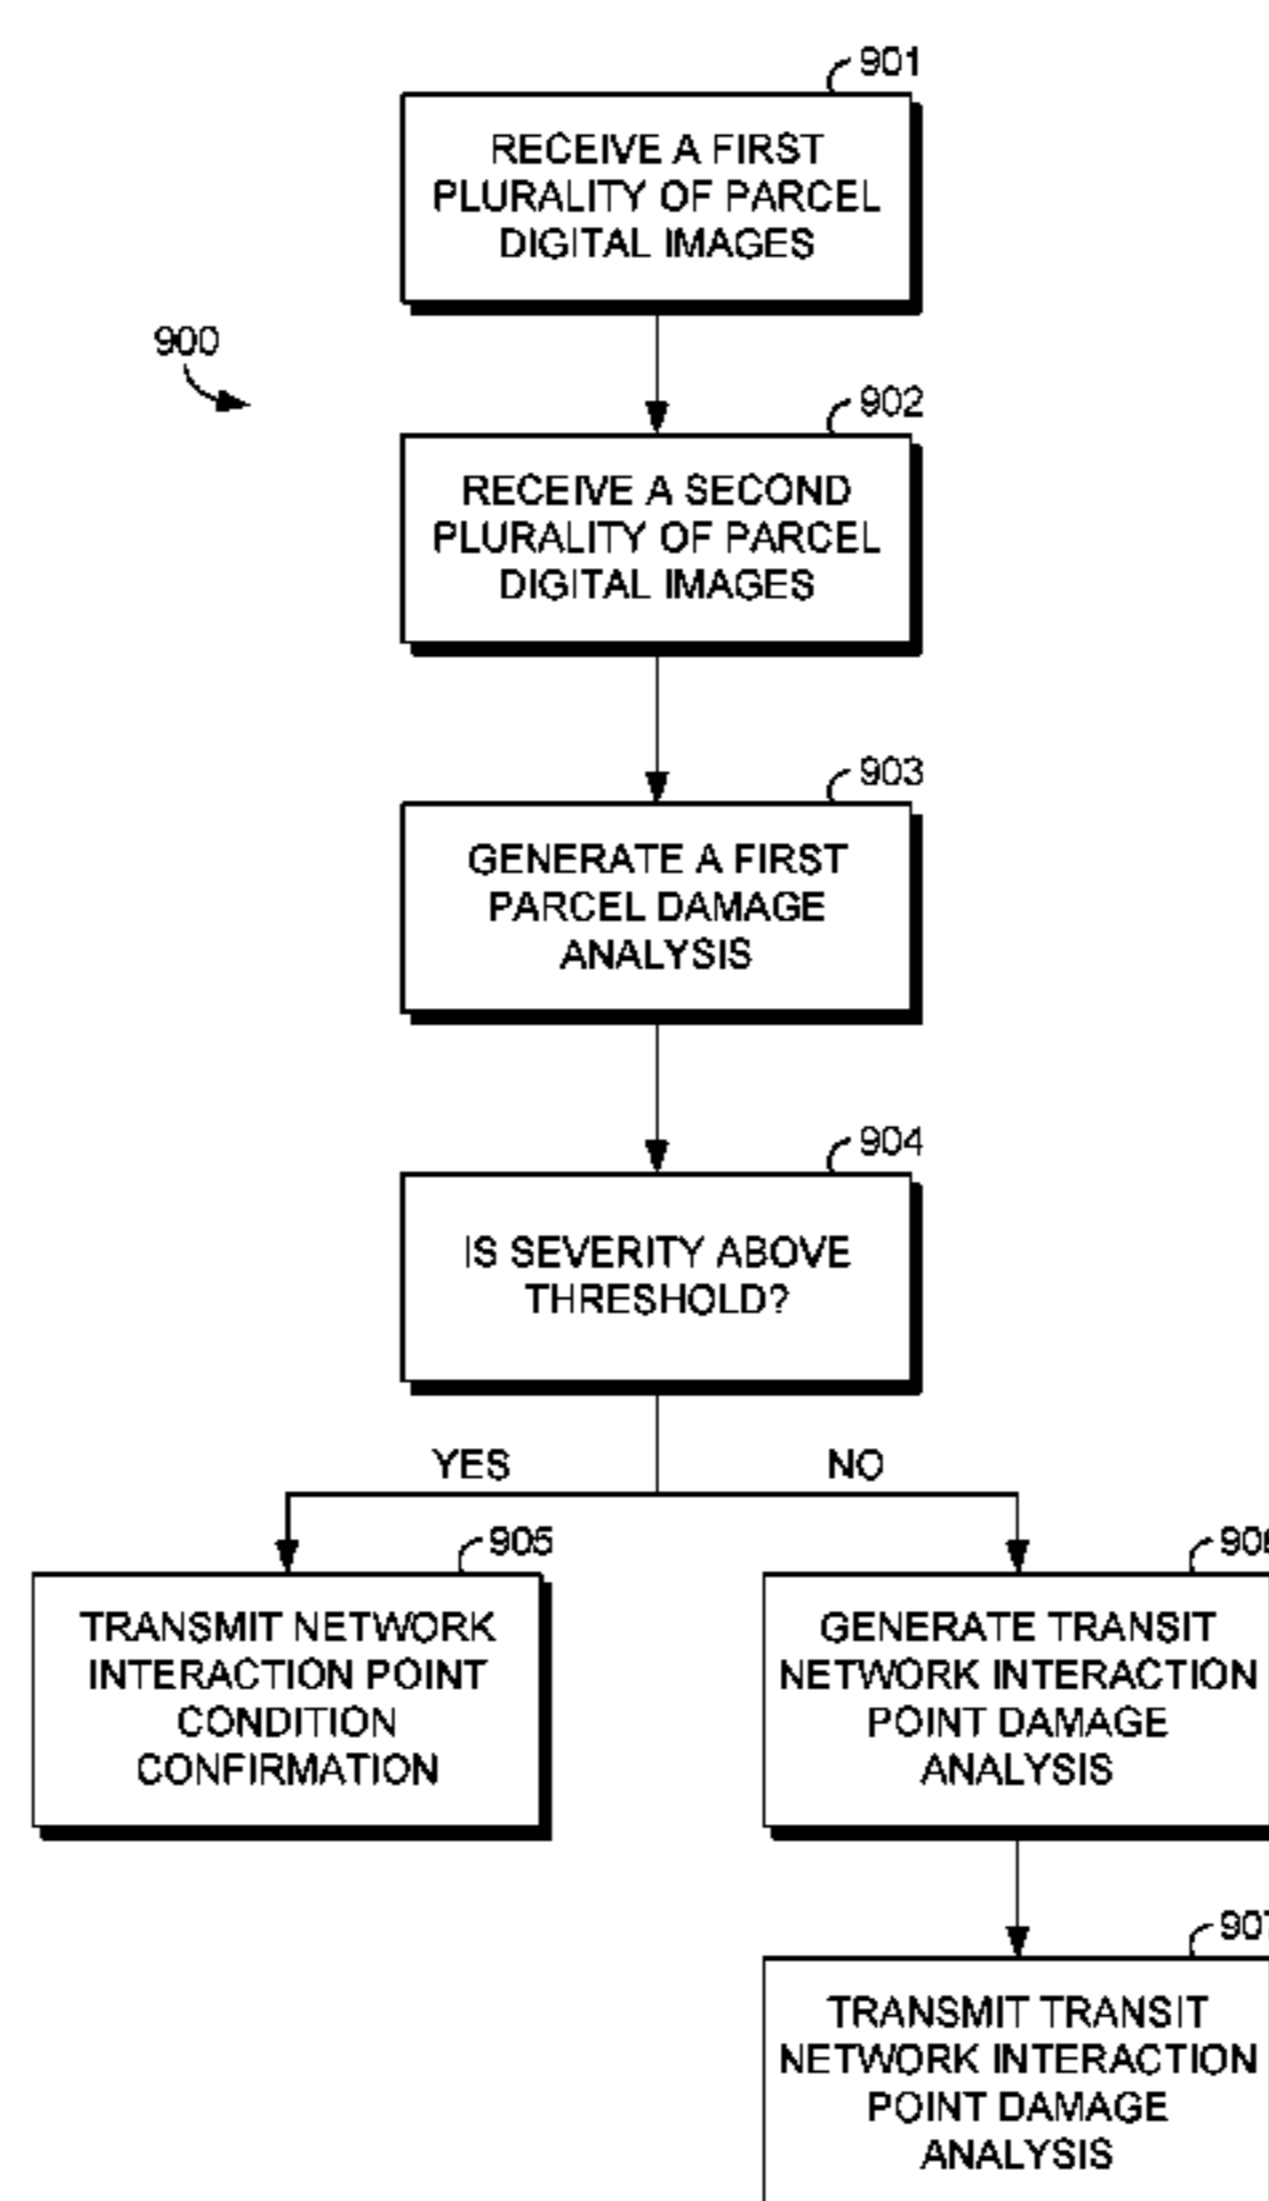 901
RECEIVE A FIRST
PLURALITY OF PARCEL
DIGITAL IMAGES
900
902
RECEIVE A SECOND
PLURALITY OF PARCEL
DIGITAL IMAGES
903
GENERATE A FIRST
PARCEL DAMAGE
ANALYSIS
904
IS SEVERITY ABOVE
THRESHOLD?
YES
NO
905
TRANSMIT NETWORK
INTERACTION POINT
CONDITION
CONFIRMATION
906
GENERATE TRANSIT
NETWORK INTERACTION
POINT DAMAGE
ANALYSIS
907
TRANSMIT TRANSIT
NETWORK INTERACTION
POINT DAMAGE
ANALYSIS